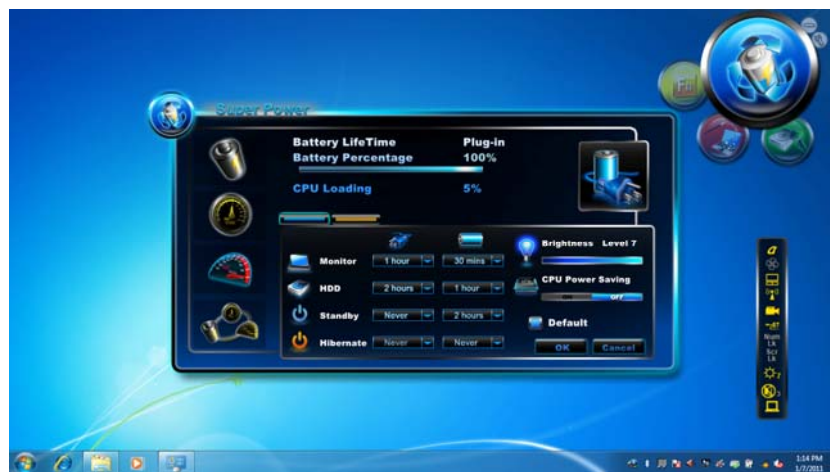 Super Power
Battery LifeTime Plug-in
Battery Percentage 100%
CPU Loading 5%
Monitor 1 hour 30 mins
Brightness Level 7
HDD 2 hours 1 hour
CPU Power Saving
OFF
Standby Never 2 hours
Default
Hibernate Never Never
OK Cancel
Num
LK
Scr
LK
1:14 PM
1/7/2011